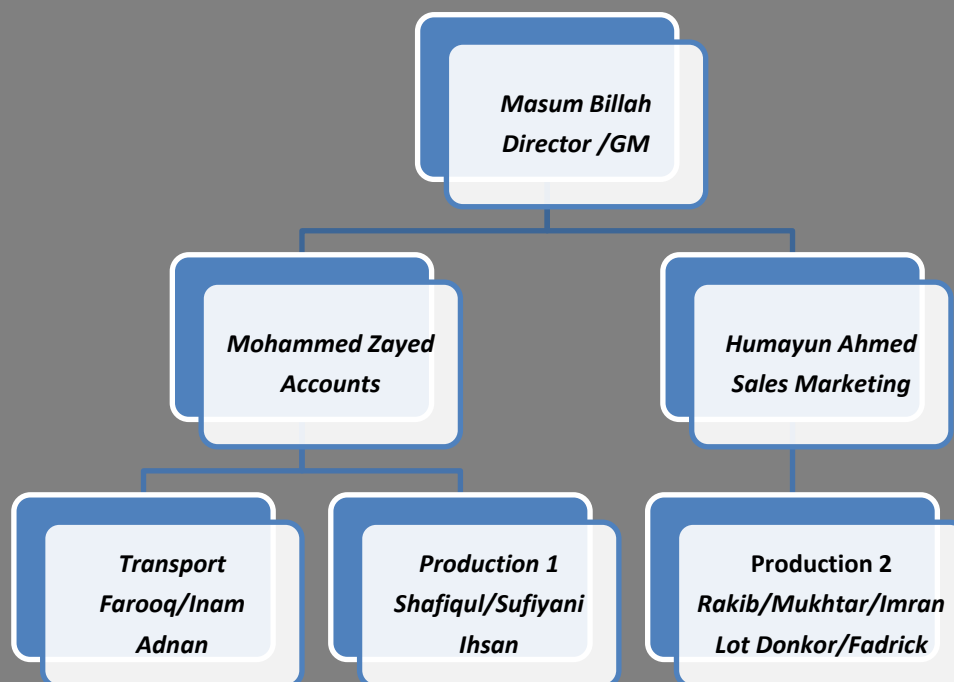 Masum Billah
Director /GM
Mohammed Zayed
Accounts
Humayun Ahmed
Sales Marketing
Transport
Farooq/Inam
Adnan
Production 1
Shafiqul/Sufiyani
Ihsan
Production 2
Rakib/Mukhtar/Imran
Lot Donkor/Fadrick